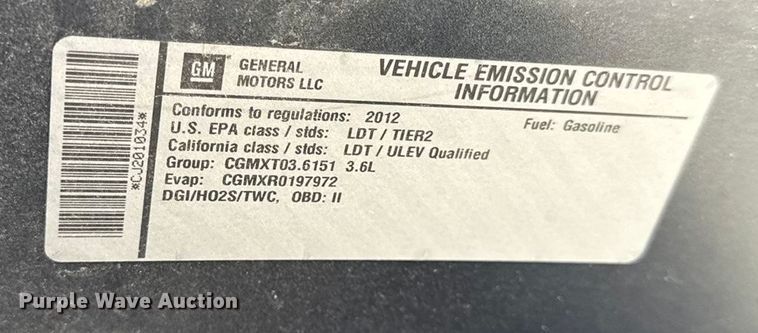 GM
GENERAL
MOTORS LLC
VEHICLE EMISSION CONTROL
INFORMATION
Conforms to regulations: 2012
Fuel: Gasoline
U.S. EPA class / stds: LDT / TIER2
California class / stds: LDT / ULEV Qualified
Group: CGMXT03.6151 3.6L
Evap: CGMXR0197972
DGI/HO2S/TWC, OBD: II
*CJ201034*
Purple Wave Auction